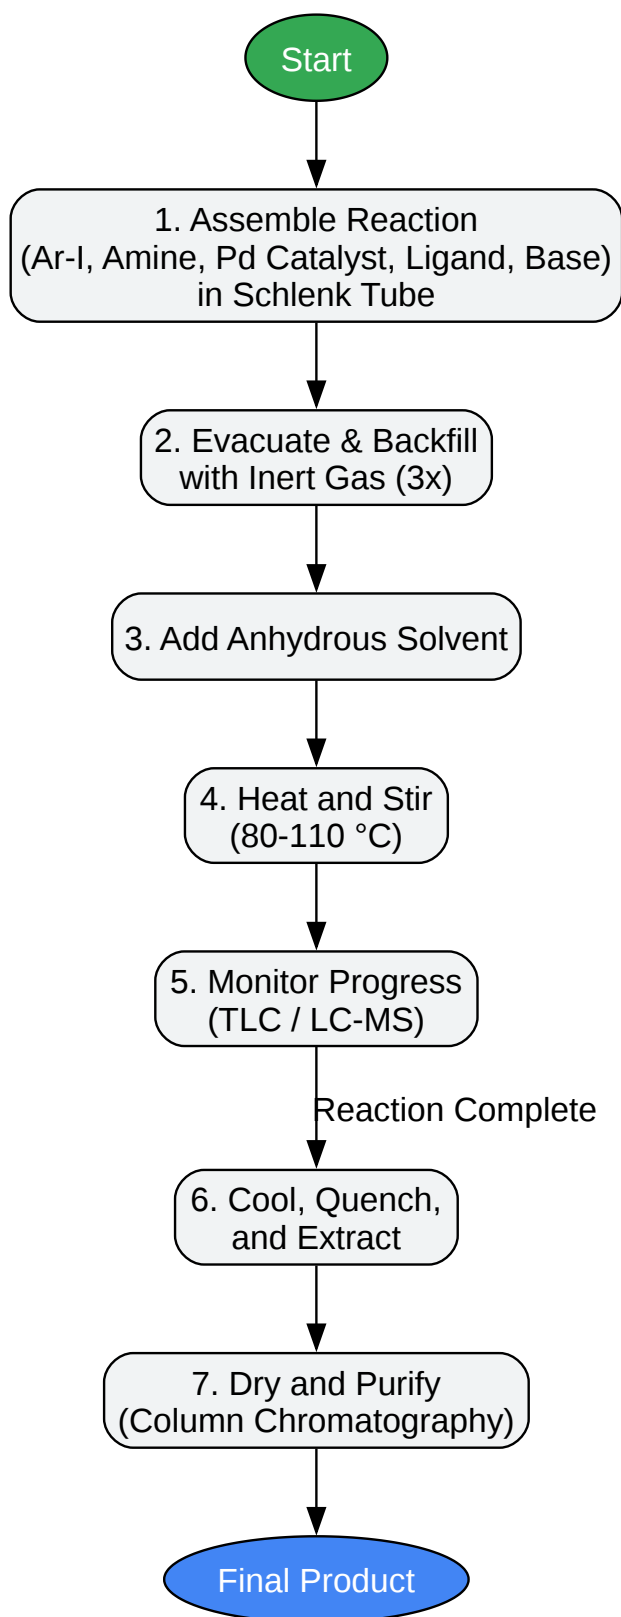 Start
1. Assemble Reaction
(Ar-I, Amine, Pd Catalyst, Ligand, Base)
in Schlenk Tube
2. Evacuate & Backfill
with Inert Gas (3x)
3. Add Anhydrous Solvent
4. Heat and Stir
(80-110 °C)
5. Monitor Progress
(TLC / LC-MS)
Reaction Complete
6. Cool, Quench,
and Extract
7. Dry and Purify
(Column Chromatography)
Final Product